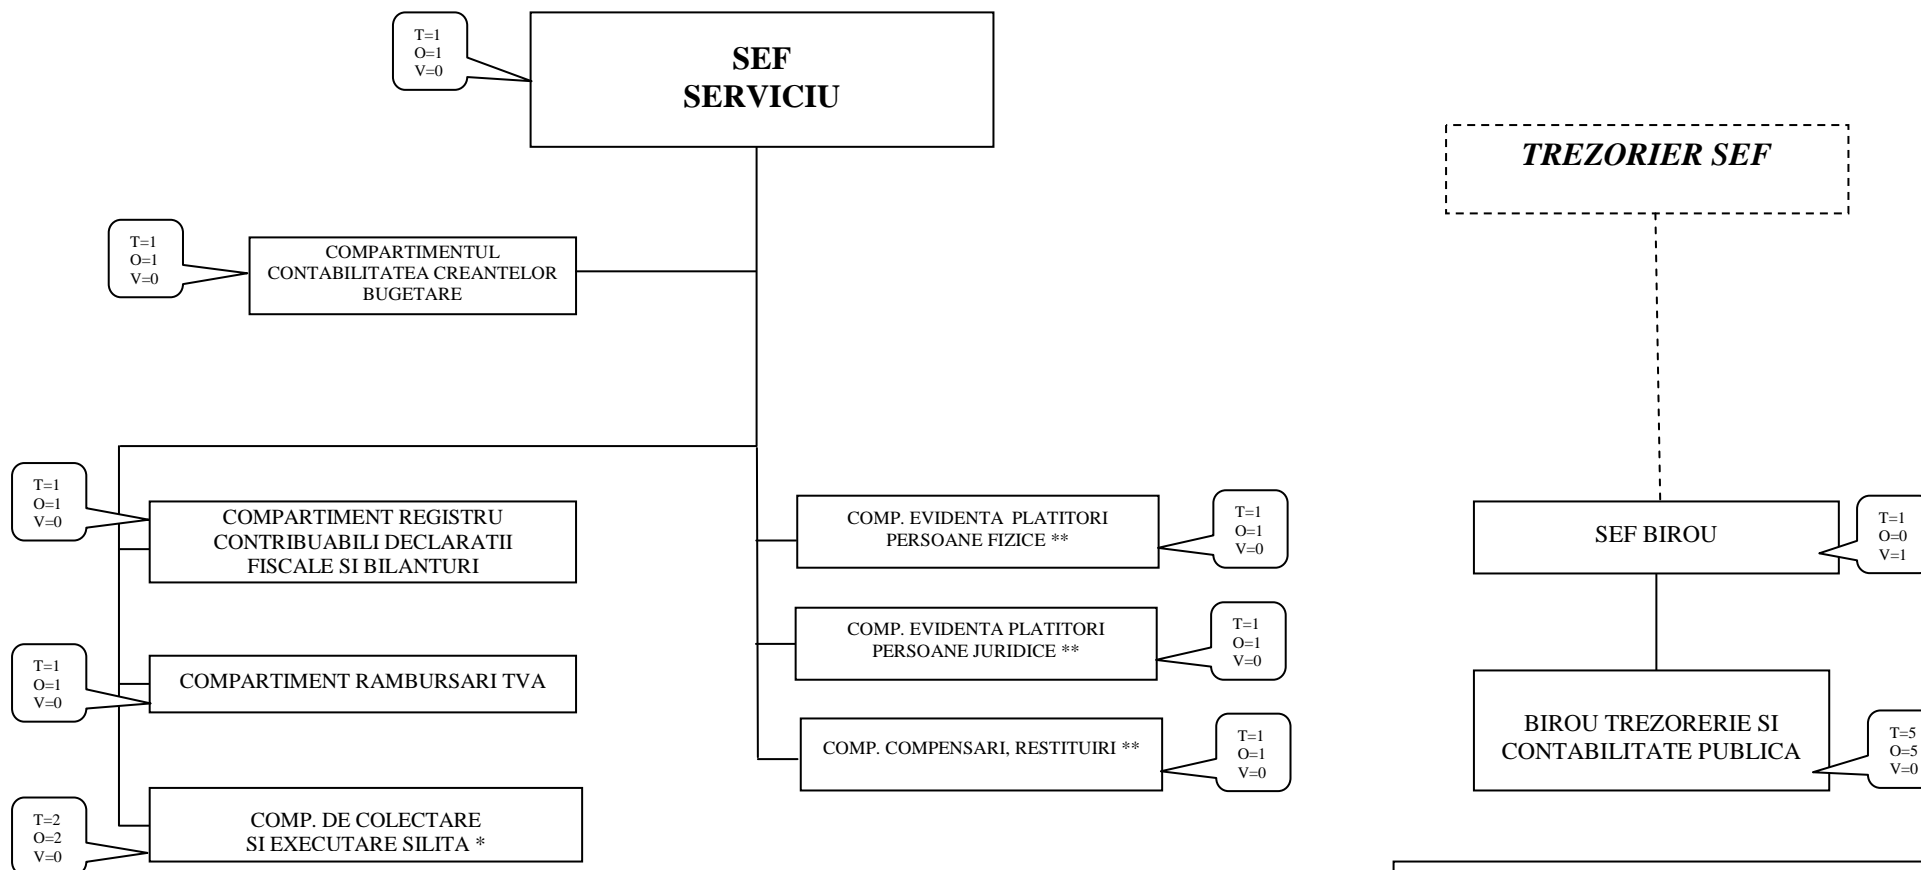 T=1
O=1
V=0
SEF
SERVICIU
TREZORIER SEF
T=1
O=1
V=0
COMPARTIMENTUL
CONTABILITATEA CREANTELOR
BUGETARE
T=1
O=1
V=0
COMPARTIMENT REGISTRU
CONTRIBUABILI DECLARATII
FISCALE SI BILANTURI
COMP. EVIDENTA PLATITORI
PERSOANE FIZICE **
T=1
O=1
V=0
SEF BIROU
T=1
O=0
V=1
COMP. EVIDENTA PLATITORI
PERSOANE JURIDICE **
T=1
O=1
V=0
T=1
O=1
V=0
COMPARTIMENT RAMBURSARI TVA
COMP. COMPENSARI, RESTITUIRI **
T=1
O=1
V=0
BIROU TREZORERIE SI
CONTABILITATE PUBLICA
T=5
O=5
V=0
T=2
O=2
V=0
COMP. DE COLECTARE
SI EXECUTARE SILITA *